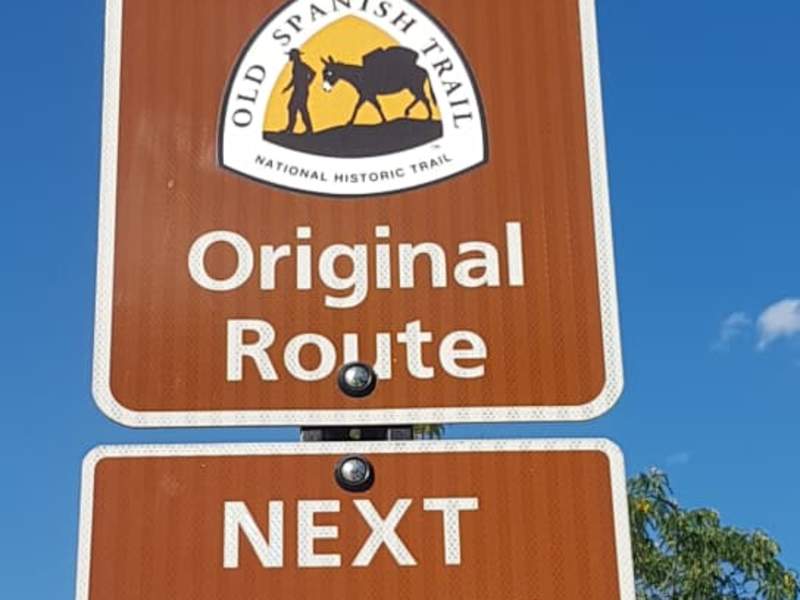 OLD SPANISH TRAIL
NATIONAL HISTORIC TRAIL
Original
Route
NEXT